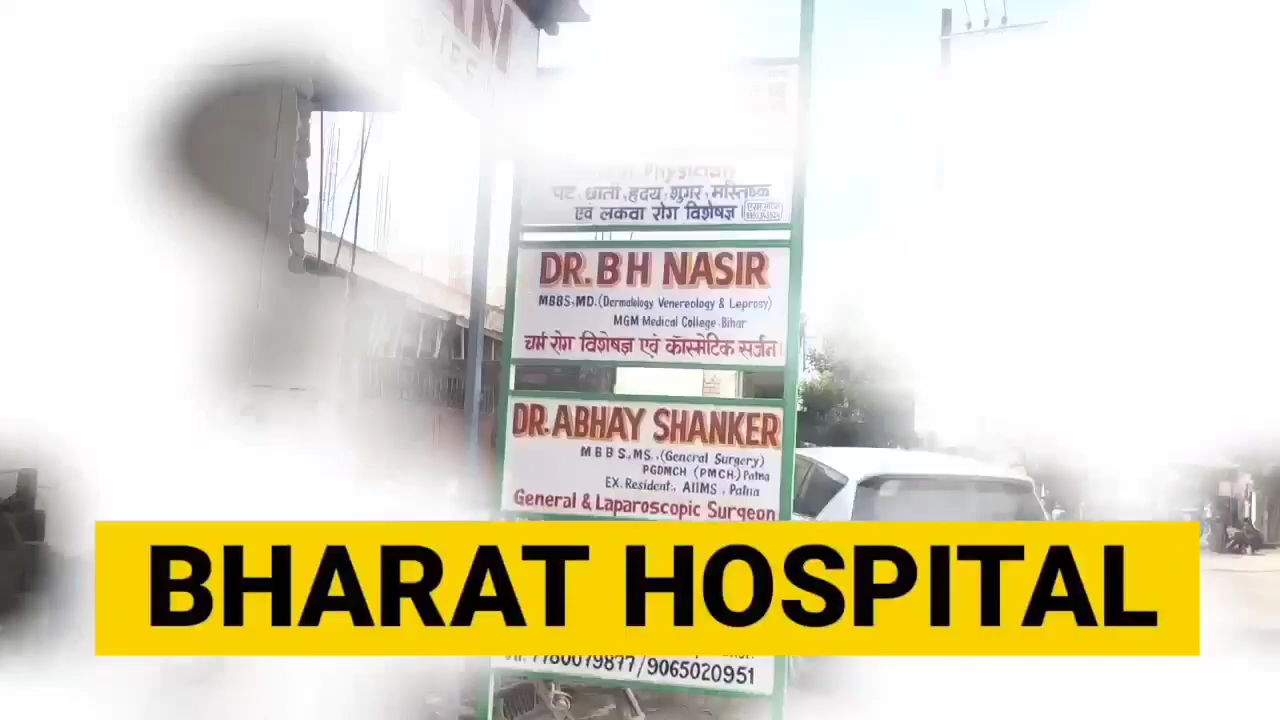 पेट, छाती, हृदय, शुगर, मस्तिष्क
एवं लकवा रोग विशेषज्ञ
DR. B H NASIR
MBBS, MD. (Dermalology Venereology & Leprosy)
MGM Medical College, Bihar
चर्म रोग विशेषज्ञ एवं कॅास्मेटिक सर्जन
DR. ABHAY SHANKER
M B B S, MS, (General Surgery)
PGDMCH (PMCH) Patna
EX. Resident, AIIMS, Patna
General & Laparoscopic Surgeon
BHARAT HOSPITAL
7780079877/9065020951